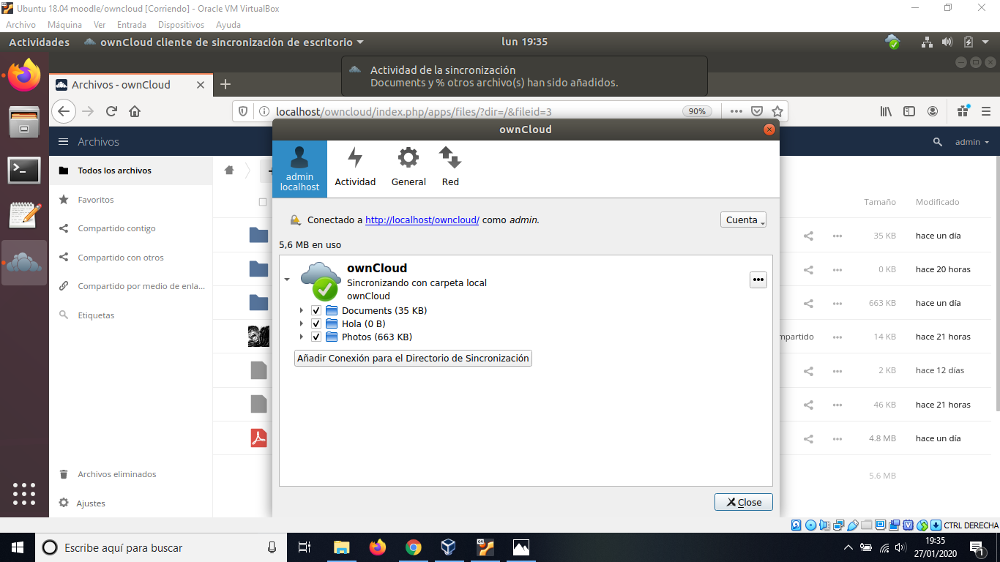 Ubuntu 18.04 moodle/owncloud [Corriendo] - Oracle VM VirtualBox
Archivo Máquina Ver Entrada Dispositivos Ayuda
Actividades ownCloud cliente de sincronización de escritorio lun 19:35
Actividad de la sincronización
Documents y % otros archivo(s) han sido añadidos.
Archivos - ownCloud
localhost/owncloud/index.php/apps/files/?dir=/&fileid=3 90%
ownCloud
Archivos admin
admin
localhost
Actividad General Red
Todos los archivos
Favoritos
Compartido contigo
Compartido con otros
Compartido por medio de enla...
Etiquetas
Archivos eliminados
Ajustes
Conectado a http://localhost/owncloud/ como admin. Cuenta
5,6 MB en uso
ownCloud
Sincronizando con carpeta local
ownCloud
Documents (35 KB)
Hola (0 B)
Photos (663 KB)
Añadir Conexión para el Directorio de Sincronización
Close
Tamaño Modificado
35 KB hace un día
0 KB hace 20 horas
663 KB hace un día
mpartido 14 KB hace 21 horas
2 KB hace 12 días
46 KB hace 21 horas
4.8 MB hace un día
5.6 MB
CTRL DERECHA
Escribe aquí para buscar
19:35
27/01/2020
1